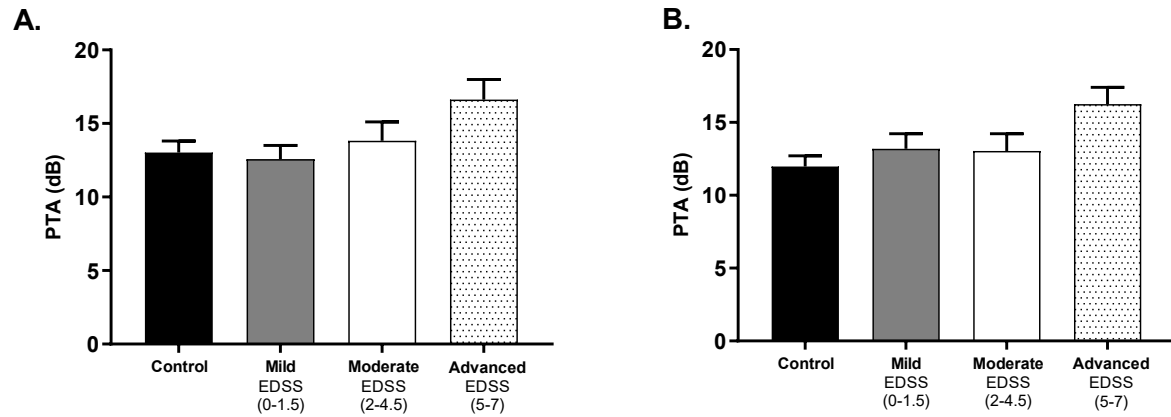 A.
20
15
10
5
0
PTA (dB)
Control
Mild
EDSS
(0-1.5)
Moderate
EDSS
(2-4.5)
Advanced
EDSS
(5-7)
B.
20
15
10
5
0
PTA (dB)
Control
Mild
EDSS
(0-1.5)
Moderate
EDSS
(2-4.5)
Advanced
EDSS
(5-7)